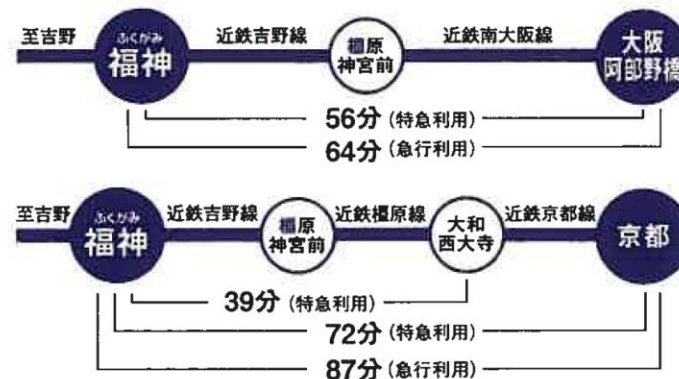 至吉野
ふくがみ
福神
近鉄吉野線
橿原
神宮前
近鉄南大阪線
大阪
阿部野橋
56分 (特急利用)
64分 (急行利用)
至吉野
ふくがみ
福神
近鉄吉野線
橿原
神宮前
近鉄橿原線
大和
西大寺
近鉄京都線
京都
39分 (特急利用)
72分 (特急利用)
87分 (急行利用)